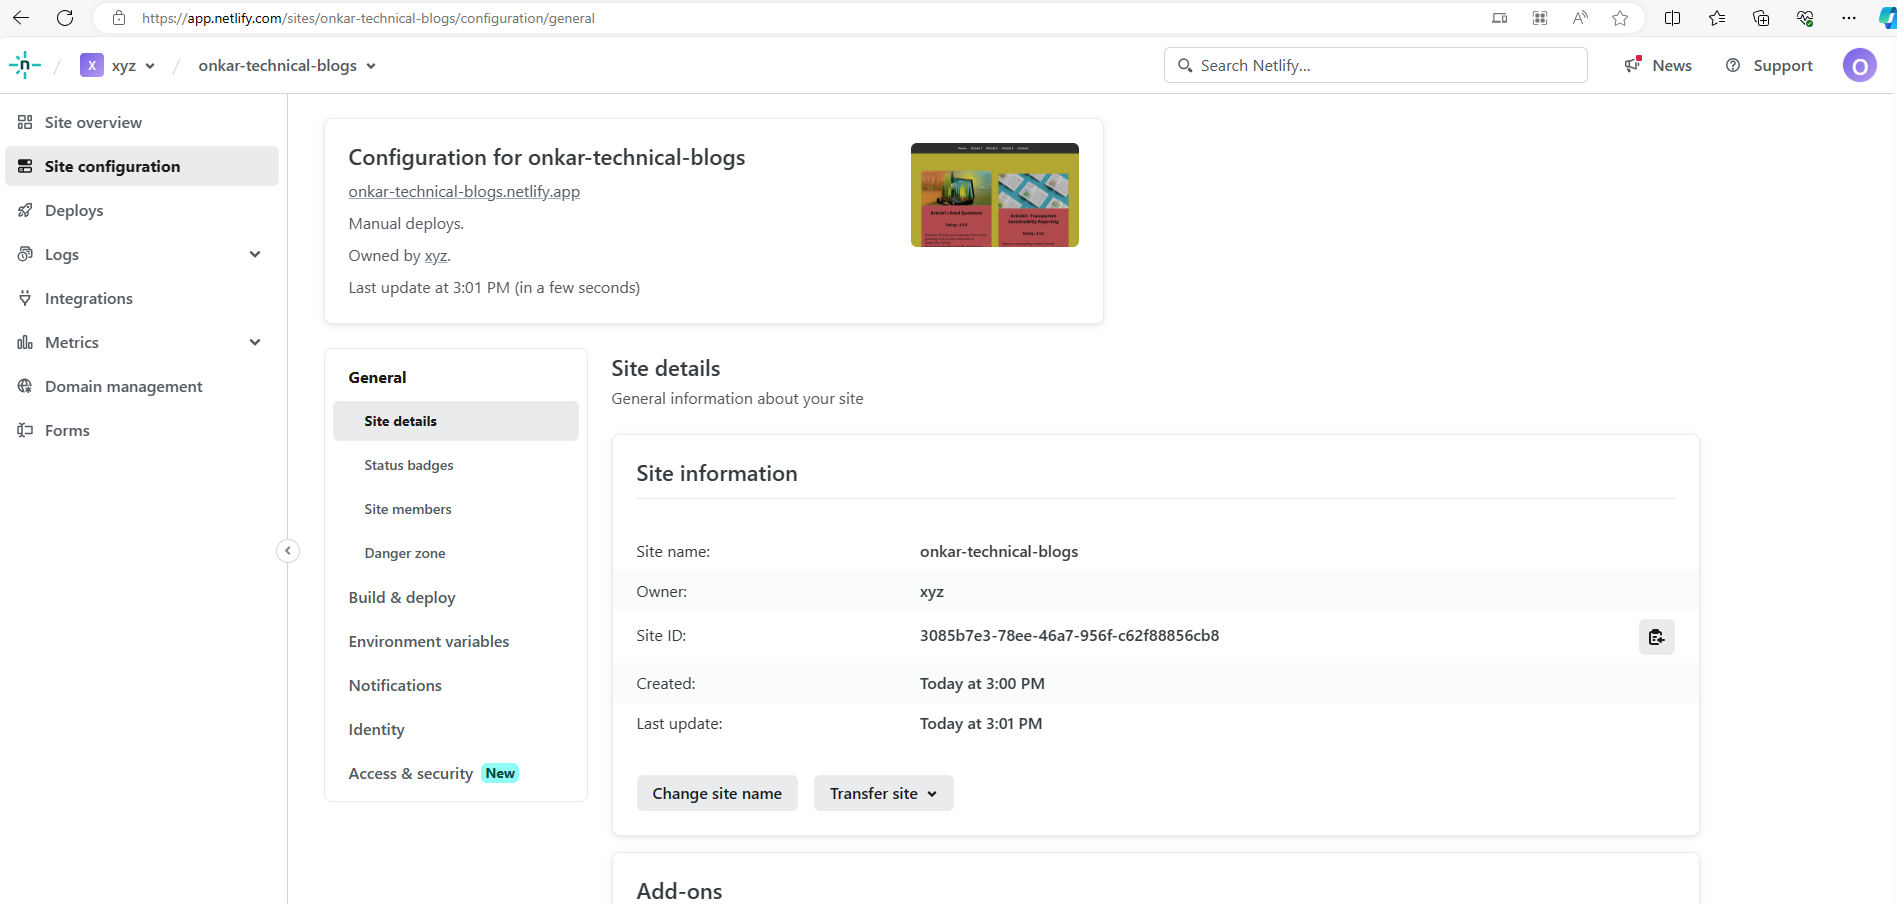 https://app.netlify.com/sites/onkar-technical-blogs/configuration/general
n
X xyz
onkar-technical-blogs
Search Netlify...
News
Support
O
Site overview
Site configuration
Deploys
Logs
Integrations
Metrics
Domain management
Forms
Configuration for onkar-technical-blogs
onkar-technical-blogs.netlify.app
Manual deploys.
Owned by xyz.
Last update at 3:01 PM (in a few seconds)
General
Site details
Status badges
Site members
Danger zone
Build & deploy
Environment variables
Notifications
Identity
Access & security New
Site details
General information about your site
Site information
Site name: onkar-technical-blogs
Owner: xyz
Site ID: 3085b7e3-78ee-46a7-956f-c62f88856cb8
Created: Today at 3:00 PM
Last update: Today at 3:01 PM
Change site name
Transfer site
Add-ons